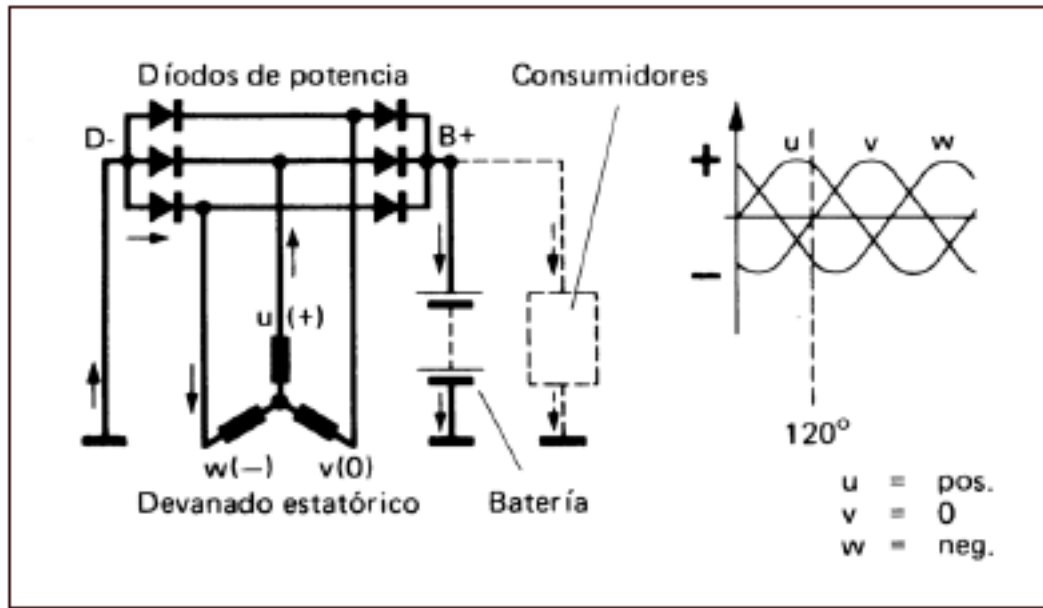 Díodos de potencia
Consumidores
D-
B+
u (+)
w(−)
v(0)
Devanado estatórico
Batería
+
−
u
v
w
120°
u = pos.
v = 0
w = neg.